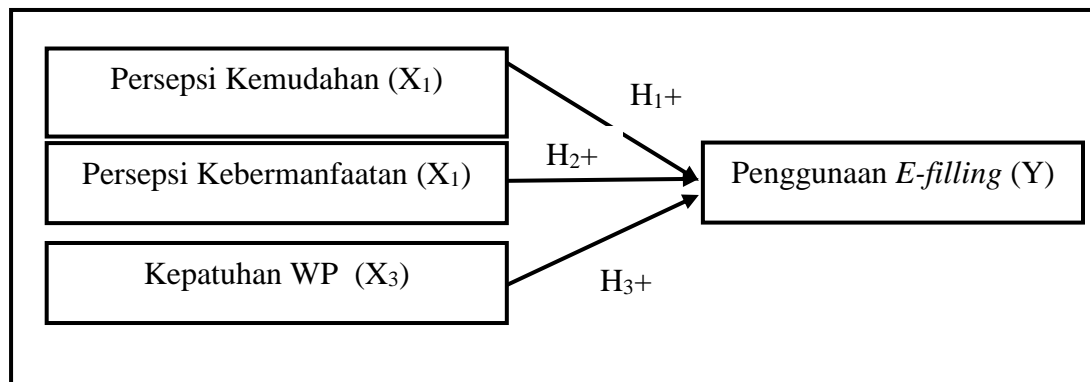 Persepsi Kemudahan (X₁)
H₁+
Persepsi Kebermanfaatan (X₁)
H₂+
Penggunaan E-filling (Y)
Kepatuhan WP (X₃)
H₃+